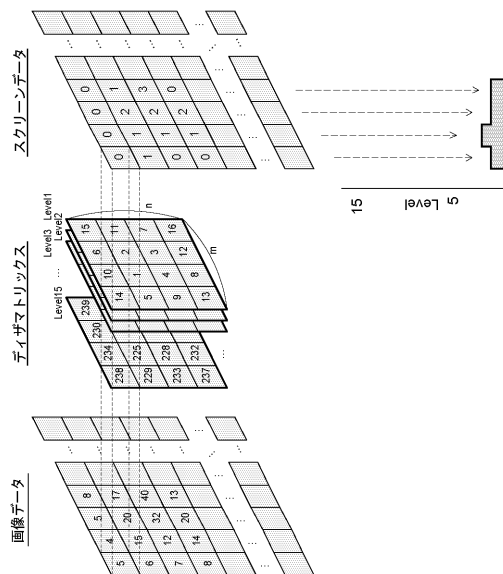 画像データ
5 4 5 8
6 15 20 17
7 12 32 40
8 14 20 13
...
ディザマトリックス
Level15
...
Level3
Level2
Level1
238 234 230 239
229 225
233 228
237 232
...
14 10 6 15
5 1 2 11
9 4 3 7
13 8 12 16
m
n
スクリーンデータ
0 0 0 0
1 1 2 1
0 1 2 3
0 1 2 0
...
15
Level
5